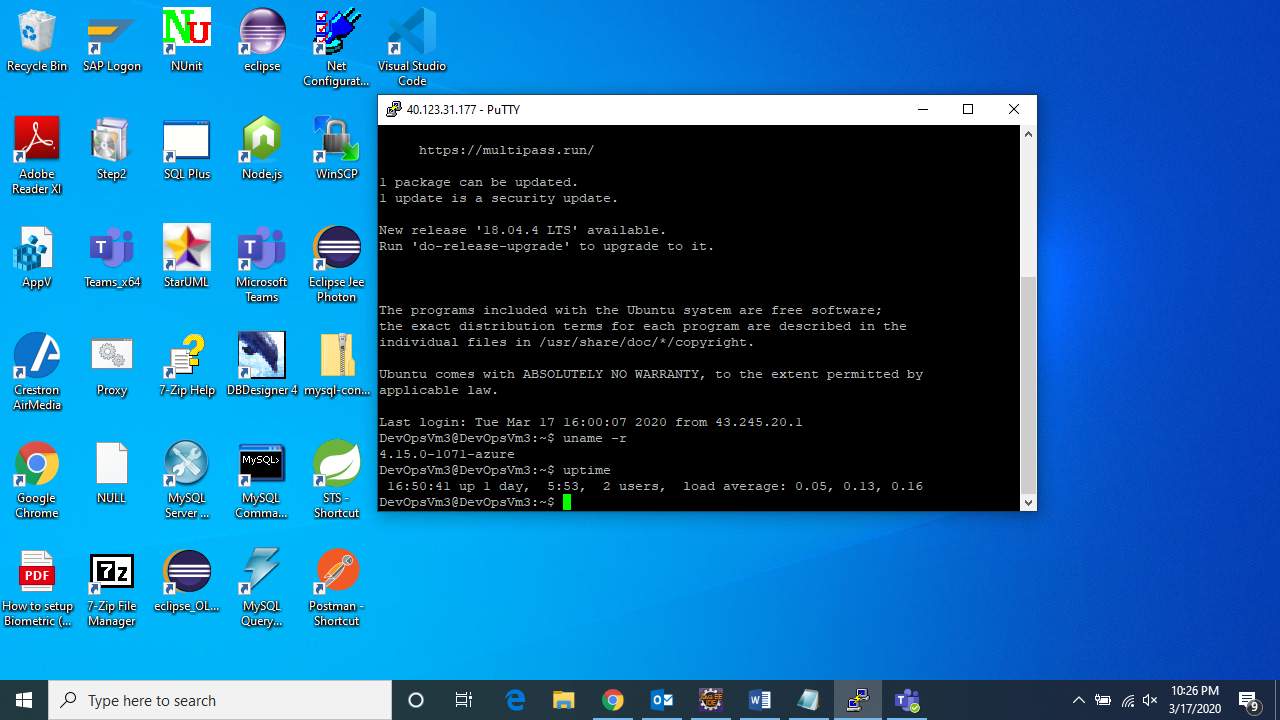 Recycle Bin
SAP Logon
NUnit
eclipse
Net
Configurat...
Visual Studio
Code
Adobe
Reader XI
Step2
SQL Plus
Node.js
WinSCP
AppV
Teams_x64
StarUML
Microsoft
Teams
Eclipse Jee
Photon
Crestron
AirMedia
Proxy
7-Zip Help
DBDesigner 4
mysql-con...
Google
Chrome
NULL
MySQL
Server ...
MySQL>
MySQL
Comma...
STS -
Shortcut
PDF
How to setup
Biometric (...
7z
7-Zip File
Manager
eclipse_OL...
MySQL
Query...
Postman -
Shortcut
40.123.31.177 - PuTTY
https://multipass.run/
1 package can be updated.
1 update is a security update.
New release '18.04.4 LTS' available.
Run 'do-release-upgrade' to upgrade to it.
The programs included with the Ubuntu system are free software;
the exact distribution terms for each program are described in the
individual files in /usr/share/doc/*/copyright.
Ubuntu comes with ABSOLUTELY NO WARRANTY, to the extent permitted by
applicable law.
Last login: Tue Mar 17 16:00:07 2020 from 43.245.20.1
DevOpsVm3@DevOpsVm3:~$ uname -r
4.15.0-1071-azure
DevOpsVm3@DevOpsVm3:~$ uptime
16:50:41 up 1 day,  5:53,  2 users,  load average: 0.05, 0.13, 0.16
DevOpsVm3@DevOpsVm3:~$
Type here to search
10:26 PM
3/17/2020
9